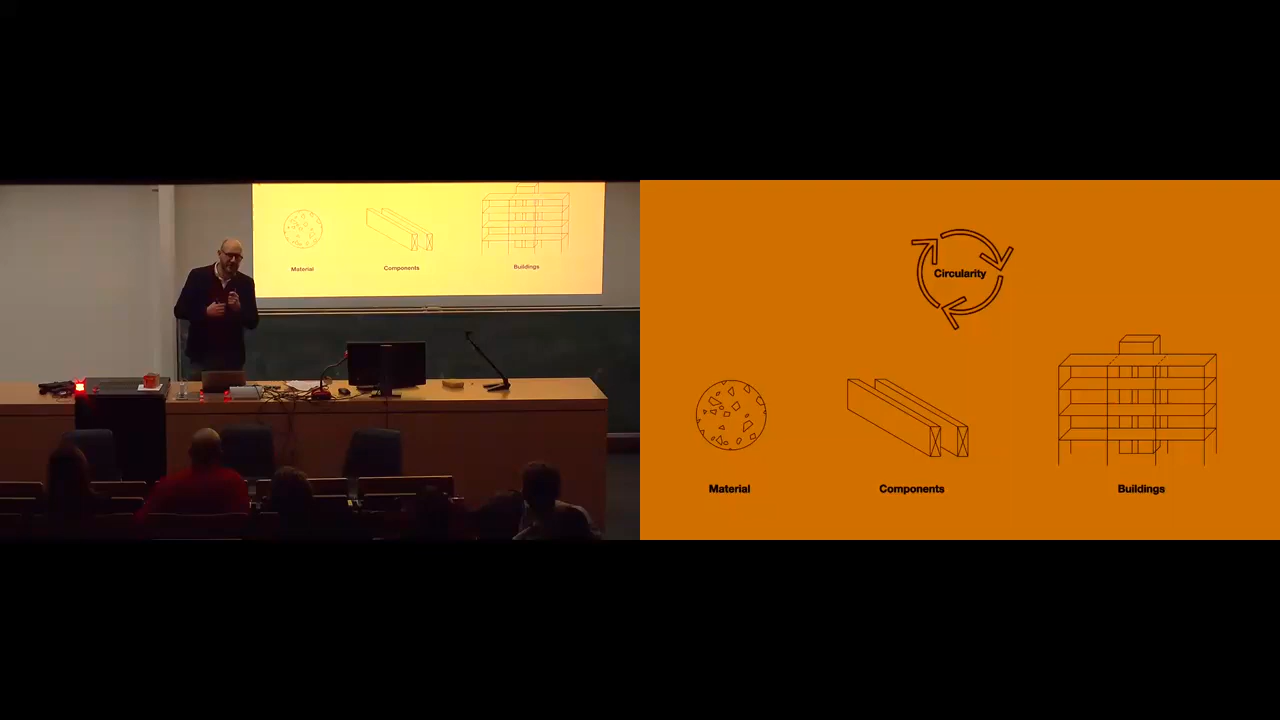 Material
Components
Buildings
Circularity
Material
Components
Buildings